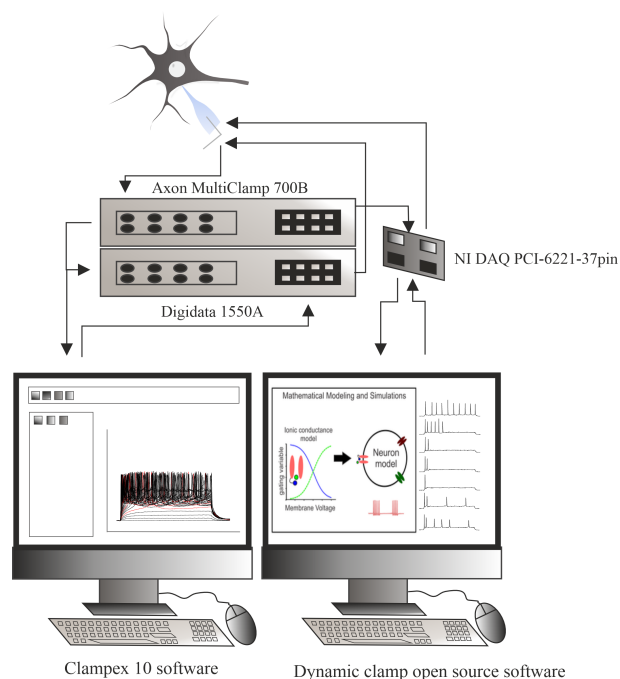 Axon MultiClamp 700B
NI DAQ PCI-6221-37pin
Digidata 1550A
Mathematical Modeling and Simulations
Ionic conductance
model
gating variable
Membrane Voltage
Neuron
model
Clampex 10 software
Dynamic clamp open source software